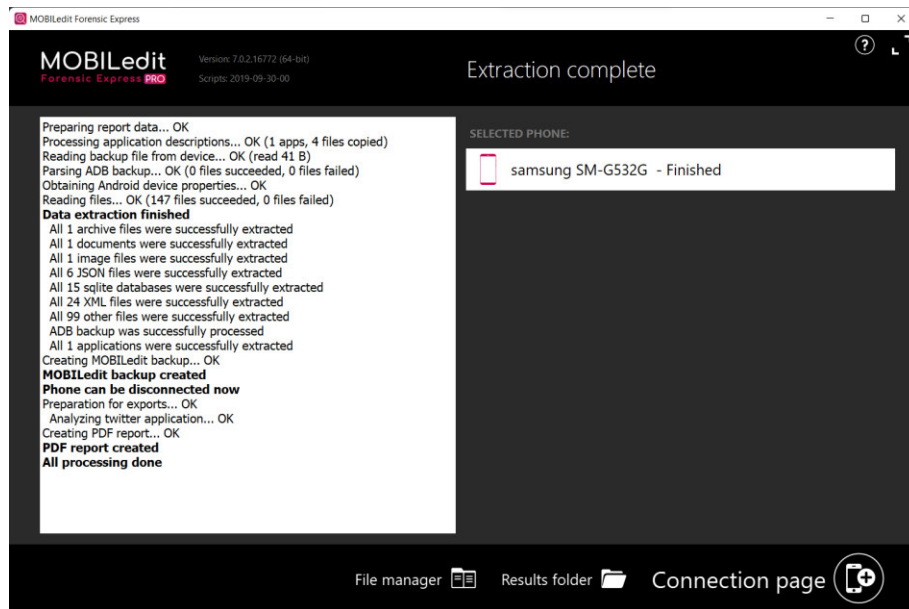 MOBILedit Forensic Express
MOBILedit
Forensic Express PRO
Version: 7.0.2.16772 (64-bit)
Scripts: 2019-09-30-00
Extraction complete
?
Preparing report data... OK
Processing application descriptions... OK (1 apps, 4 files copied)
Reading backup file from device... OK (read 41 B)
Parsing ADB backup... OK (0 files succeeded, 0 files failed)
Obtaining Android device properties... OK
Reading files... OK (147 files succeeded, 0 files failed)
Data extraction finished
All 1 archive files were successfully extracted
All 1 documents were successfully extracted
All 1 image files were successfully extracted
All 6 JSON files were successfully extracted
All 15 sqlite databases were successfully extracted
All 24 XML files were successfully extracted
All 99 other files were successfully extracted
ADB backup was successfully processed
All 1 applications were successfully extracted
Creating MOBILedit backup... OK
MOBILedit backup created
Phone can be disconnected now
Preparation for exports... OK
Analyzing twitter application... OK
Creating PDF report... OK
PDF report created
All processing done
SELECTED PHONE:
samsung SM-G532G - Finished
File manager
Results folder
Connection page